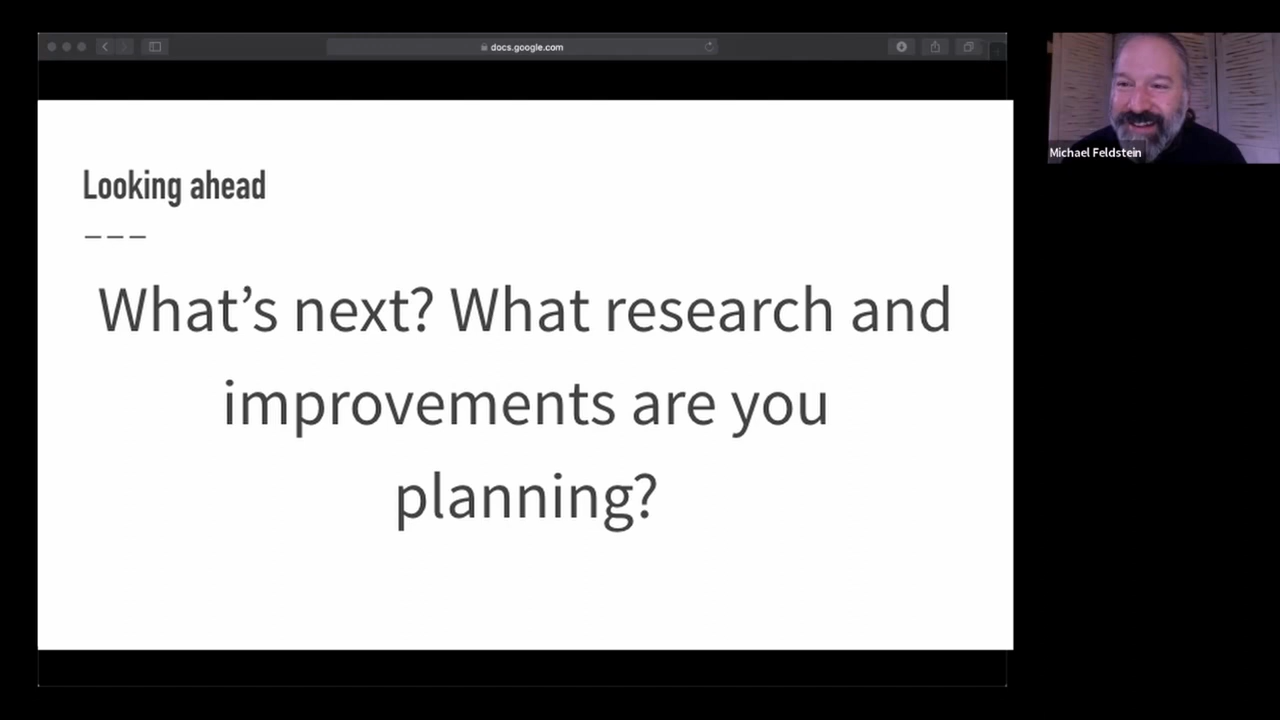 docs.google.com
Michael Feldstein
Looking ahead
What’s next? What research and
improvements are you
planning?